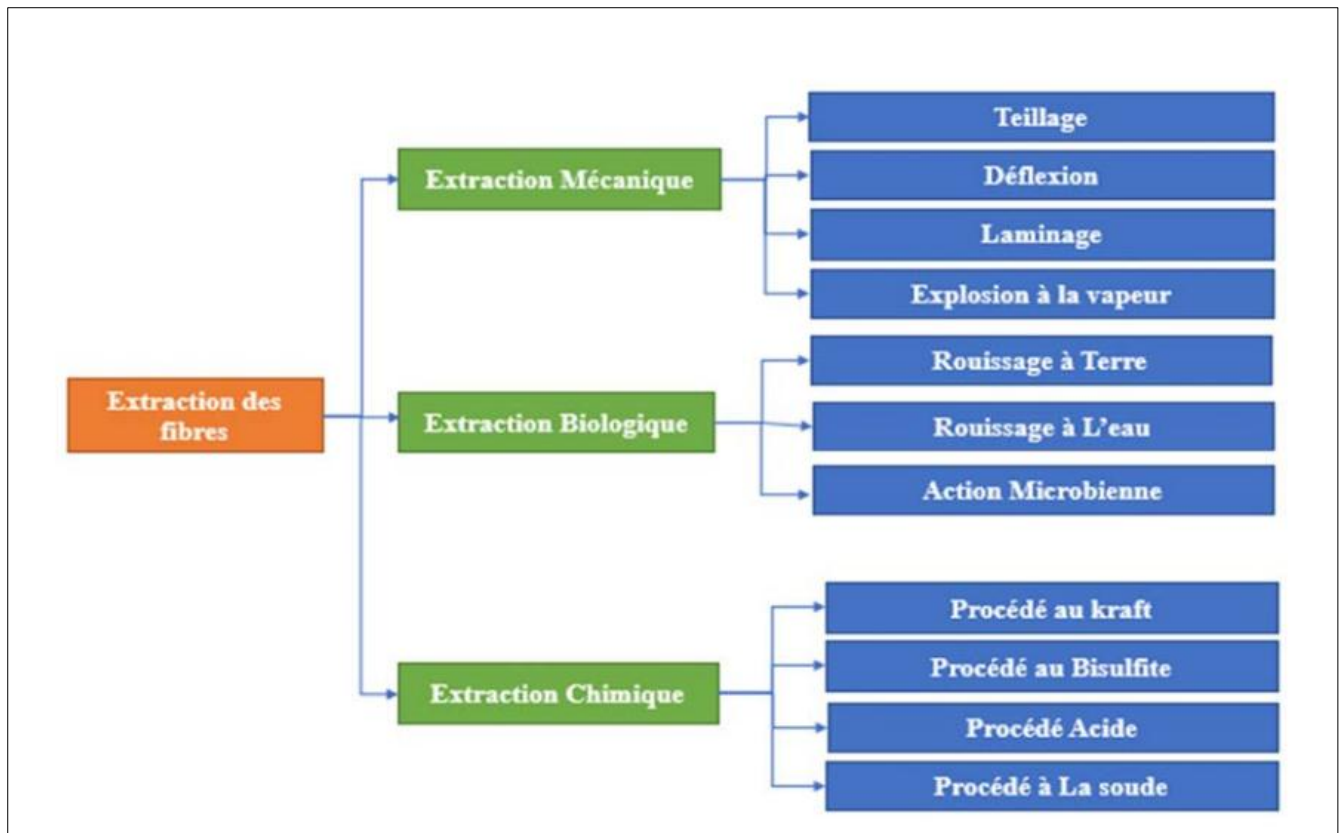 Extraction des
fibres
Extraction Mécanique
Teillage
Déflexion
Laminage
Explosion à la vapeur
Extraction Biologique
Rouissage à Terre
Rouissage à L'eau
Action Microbienne
Extraction Chimique
Procédé au kraft
Procédé au Bisulfite
Procédé Acide
Procédé à La soude